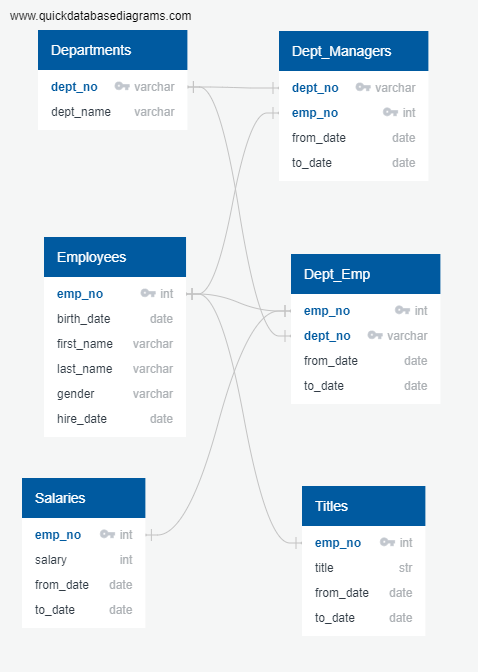 www.quickdatabasediagrams.com
Departments
dept_no varchar
dept_name varchar
Dept_Managers
dept_no varchar
emp_no int
from_date date
to_date date
Employees
emp_no int
birth_date date
first_name varchar
last_name varchar
gender varchar
hire_date date
Dept_Emp
emp_no int
dept_no varchar
from_date date
to_date date
Salaries
emp_no int
salary int
from_date date
to_date date
Titles
emp_no int
title str
from_date date
to_date date